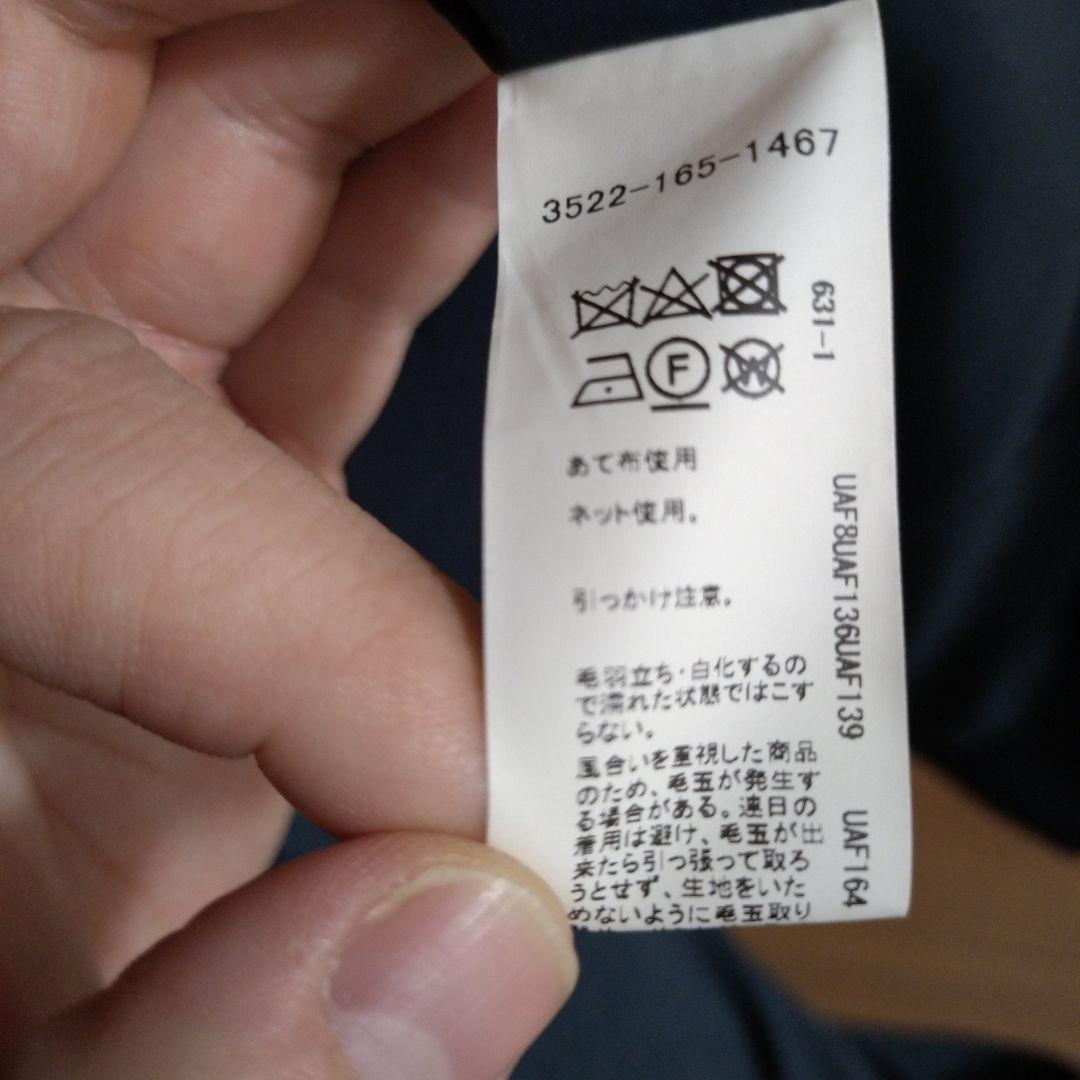 3522-165-1467
F
W
631-1
あて布使用
ネット使用。
引っかけ注意。
毛羽立ち・白化するの
で濡れた状態ではこす
らない。
風合いを重視した商品
のため、毛玉が発生す
る場合がある。連日の
着用は避け、毛玉が出
来たら引っ張って取ろ
うとせず、生地をいた
めないように毛玉取り
UAF8UAF136UAF139
UAF164